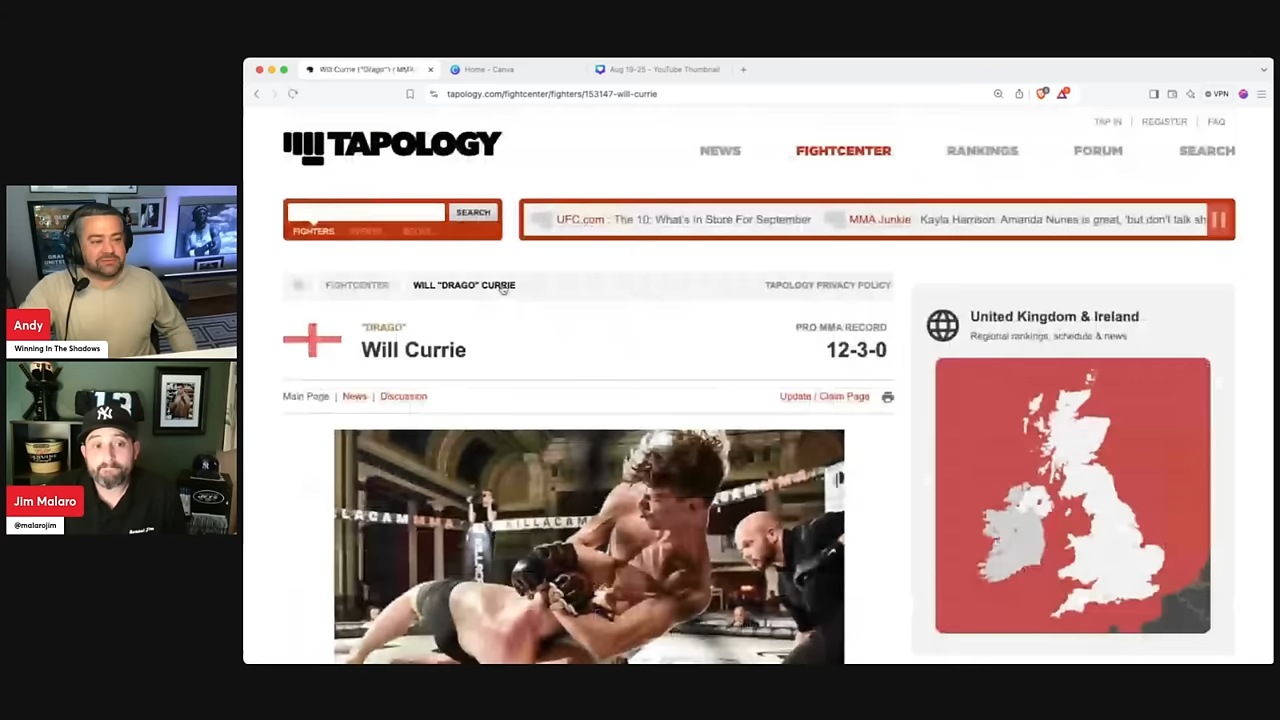 Will Currie ("Drago") | MMA
Home - Canva
Aug 19-25 - YouTube Thumbnail
tapology.com/fightcenter/fighters/153147-will-currie
VPN
TAP IN | REGISTER | FAQ
TAPOLOGY
NEWS
FIGHTCENTER
RANKINGS
FORUM
SEARCH
SEARCH
FIGHTERS
UFC.com : The 10: What's In Store For September
MMA Junkie Kayla Harrison: Amanda Nunes is great, 'but don't talk sh
FIGHTCENTER
WILL "DRAGO" CURRIE
TAPOLOGY PRIVACY POLICY
"DRAGO"
Will Currie
PRO MMA RECORD
12-3-0
Main Page | News | Discussion
Update / Claim Page
United Kingdom & Ireland
Regional rankings, schedule & news
Andy
Winning In The Shadows
Jim Malaro
@malarojim